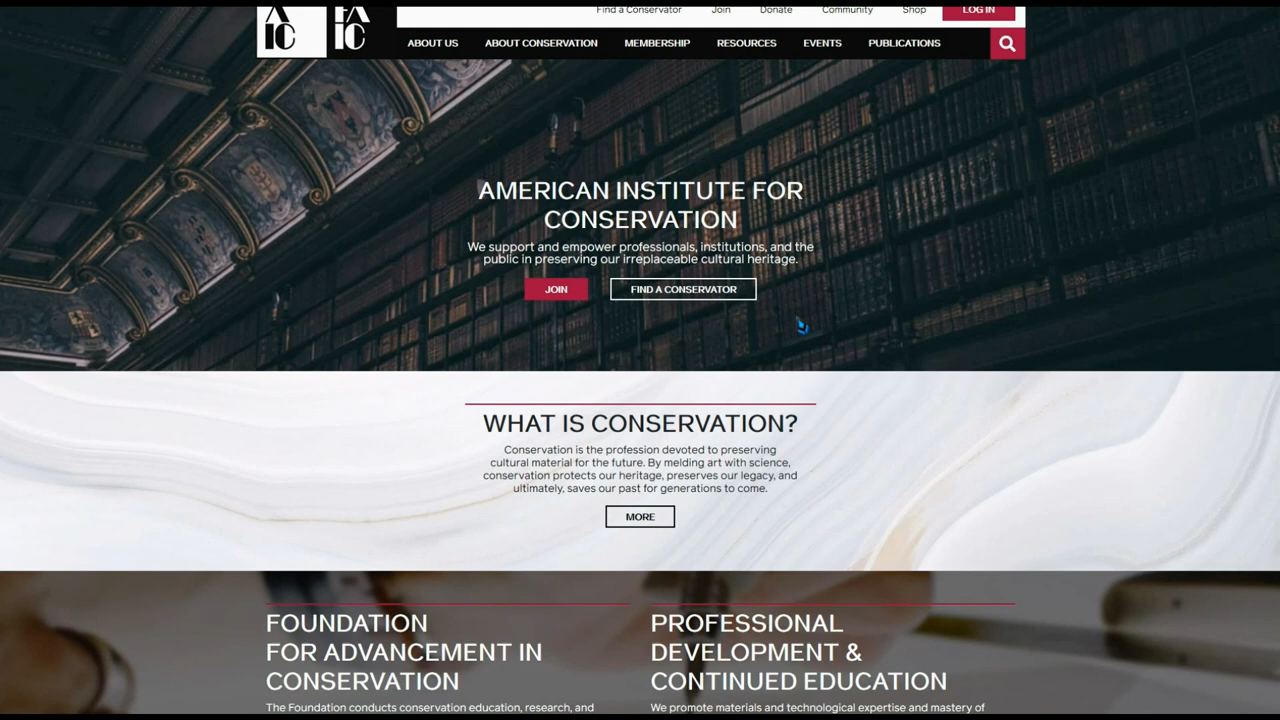 AIC
FAIC
Find a Conservator
Join
Donate
Community
Shop
LOG IN
ABOUT US
ABOUT CONSERVATION
MEMBERSHIP
RESOURCES
EVENTS
PUBLICATIONS
AMERICAN INSTITUTE FOR
CONSERVATION
We support and empower professionals, institutions, and the
public in preserving our irreplaceable cultural heritage.
JOIN
FIND A CONSERVATOR
WHAT IS CONSERVATION?
Conservation is the profession devoted to preserving
cultural material for the future. By melding art with science,
conservation protects our heritage, preserves our legacy, and
ultimately, saves our past for generations to come.
MORE
FOUNDATION
FOR ADVANCEMENT IN
CONSERVATION
The Foundation conducts conservation education, research, and
PROFESSIONAL
DEVELOPMENT &
CONTINUED EDUCATION
We promote materials and technological expertise and mastery of